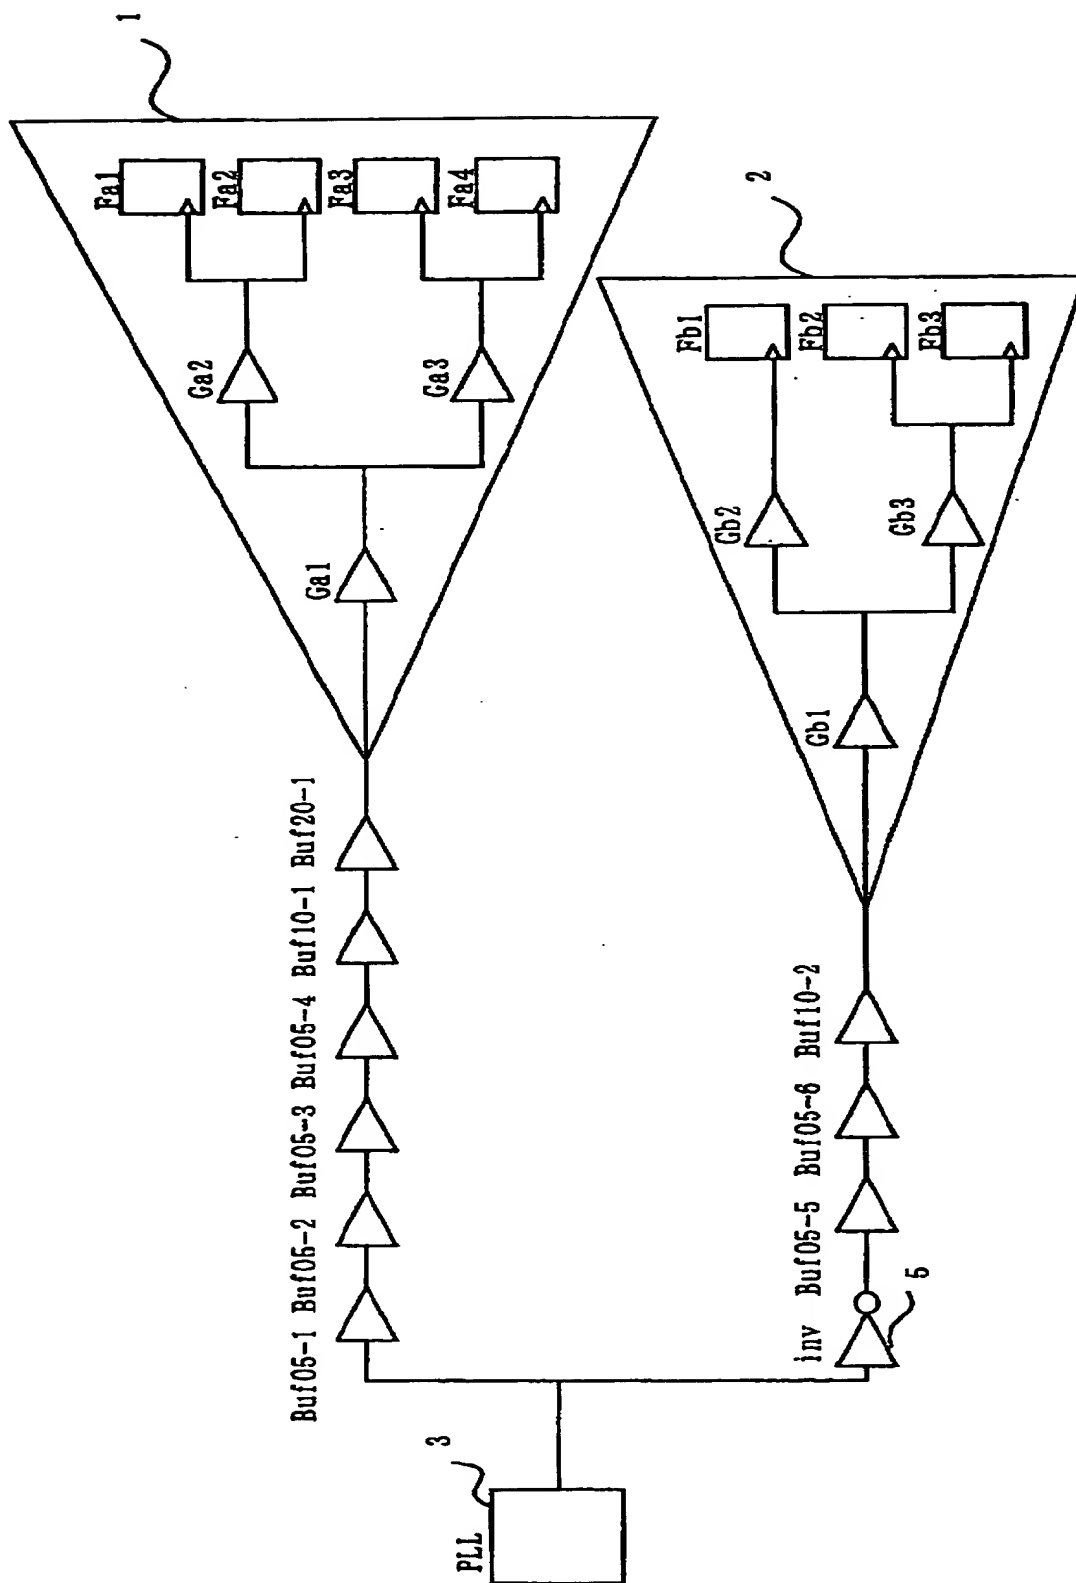 1
Fa1
Fa2
Fa3
Fa4
Ga2
Ga3
Ga1
2
Fb1
Fb2
Fb3
Gb2
Gb3
Gb1
Buf05-1 Buf05-2 Buf05-3 Buf05-4 Buf10-1 Buf20-1
inv Buf05-5 Buf05-6 Buf10-2
5
3
PLL